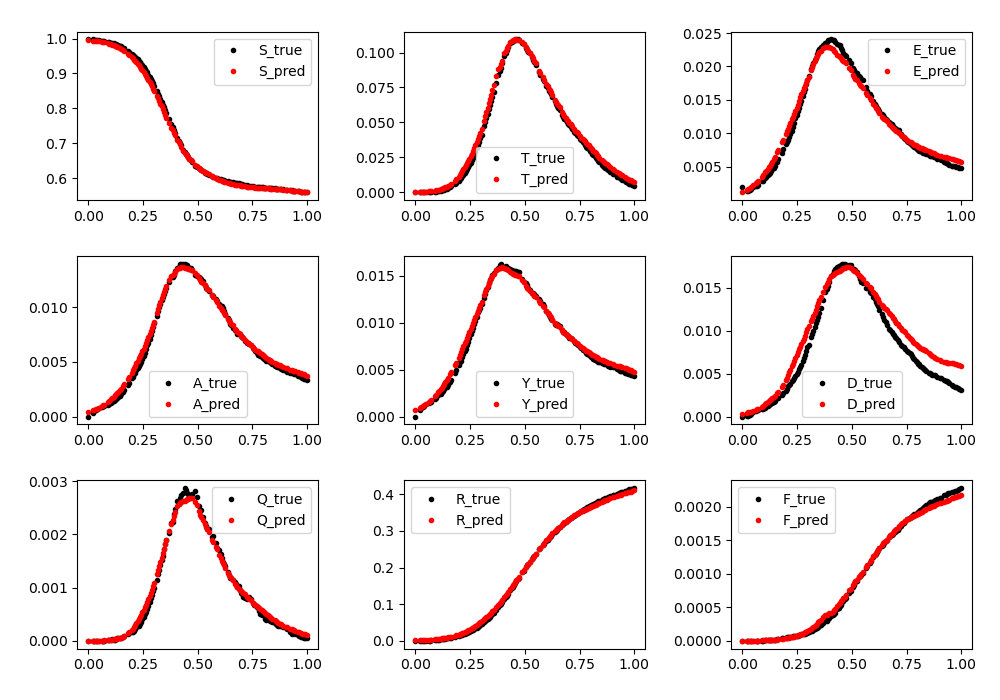 1.0
0.9
0.8
0.7
0.6
0.00 0.25 0.50 0.75 1.00
S_true
S_pred
0.100
0.075
0.050
0.025
0.000
0.00 0.25 0.50 0.75 1.00
T_true
T_pred
0.025
0.020
0.015
0.010
0.005
0.00 0.25 0.50 0.75 1.00
E_true
E_pred
0.010
0.005
0.000
0.00 0.25 0.50 0.75 1.00
A_true
A_pred
0.015
0.010
0.005
0.000
0.00 0.25 0.50 0.75 1.00
Y_true
Y_pred
0.015
0.010
0.005
0.000
0.00 0.25 0.50 0.75 1.00
D_true
D_pred
0.003
0.002
0.001
0.000
0.00 0.25 0.50 0.75 1.00
Q_true
Q_pred
0.4
0.3
0.2
0.1
0.0
0.00 0.25 0.50 0.75 1.00
R_true
R_pred
0.0020
0.0015
0.0010
0.0005
0.0000
0.00 0.25 0.50 0.75 1.00
F_true
F_pred